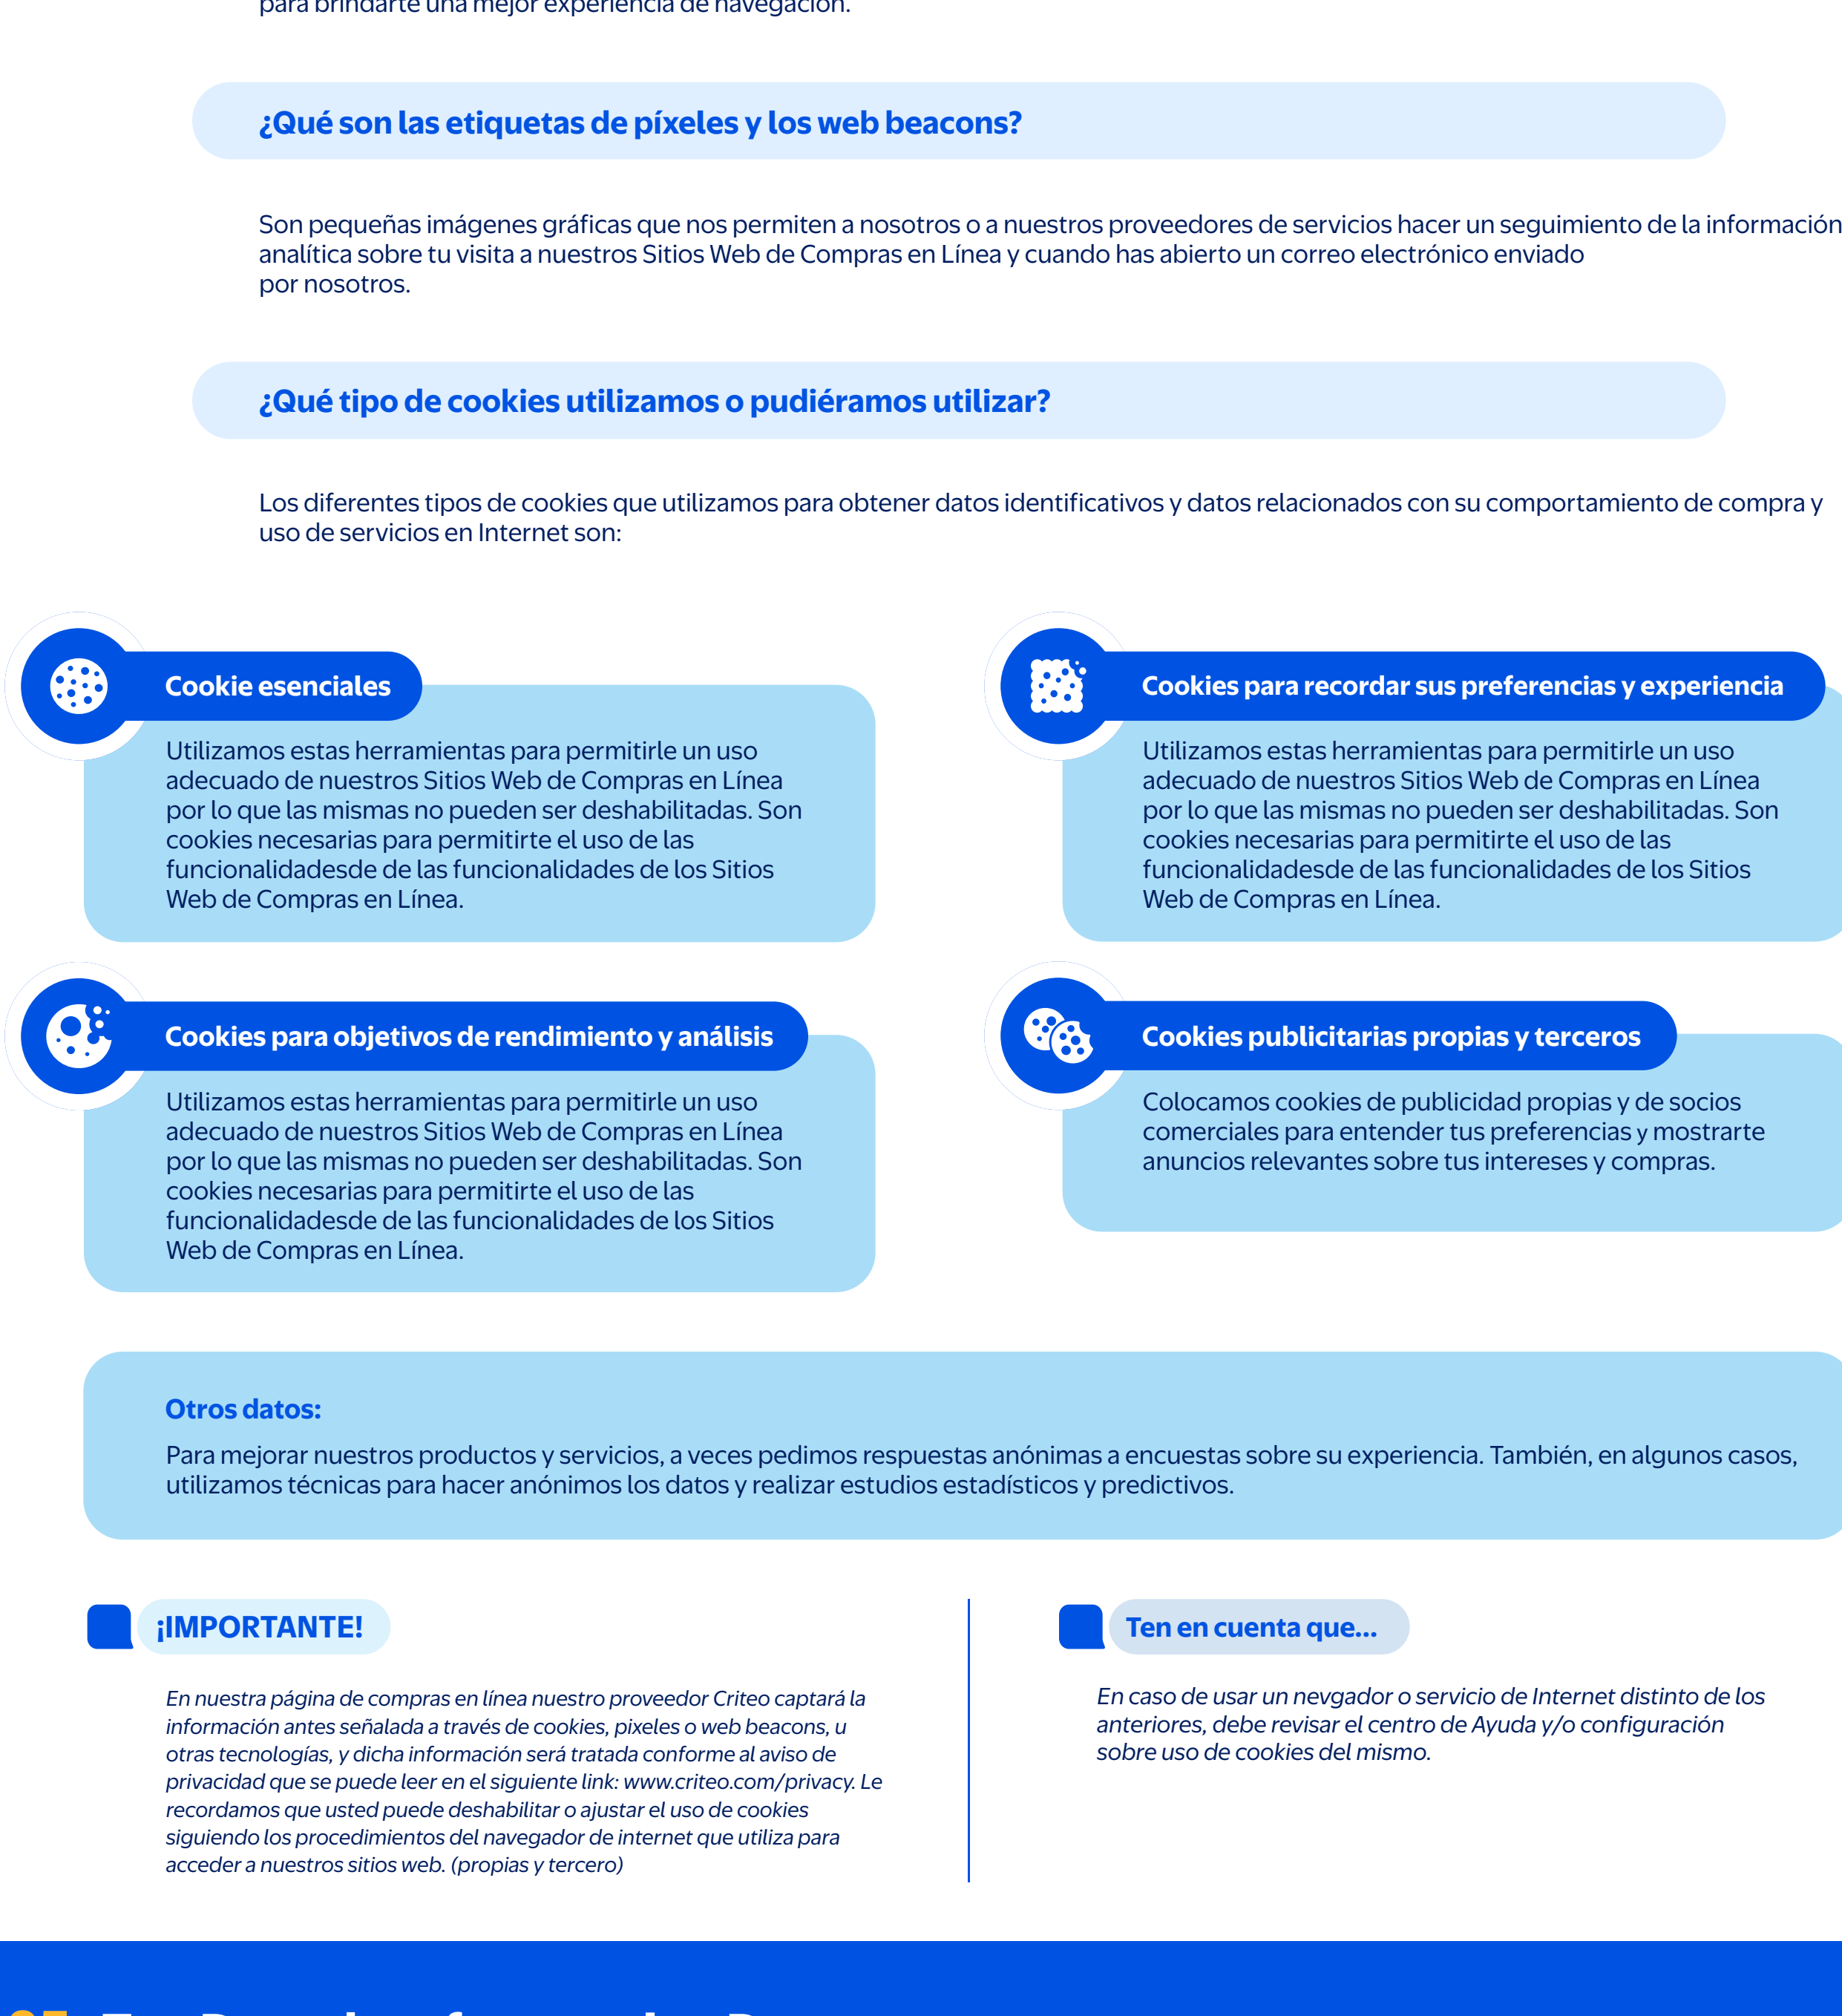 para brindarte una mejor experiencia de navegación.
¿Qué son las etiquetas de píxeles y los web beacons?
Son pequeñas imágenes gráficas que nos permiten a nosotros o a nuestros proveedores de servicios hacer un seguimiento de la información
analítica sobre tu visita a nuestros Sitios Web de Compras en Línea y cuando has abierto un correo electrónico enviado
por nosotros.
¿Qué tipo de cookies utilizamos o pudiéramos utilizar?
Los diferentes tipos de cookies que utilizamos para obtener datos identificativos y datos relacionados con su comportamiento de compra y
uso de servicios en Internet son:
Cookie esenciales
Utilizamos estas herramientas para permitirle un uso
adecuado de nuestros Sitios Web de Compras en Línea
por lo que las mismas no pueden ser deshabilitadas. Son
cookies necesarias para permitirte el uso de las
funcionalidadesde de las funcionalidades de los Sitios
Web de Compras en Línea.
Cookies para recordar sus preferencias y experiencia
Utilizamos estas herramientas para permitirle un uso
adecuado de nuestros Sitios Web de Compras en Línea
por lo que las mismas no pueden ser deshabilitadas. Son
cookies necesarias para permitirte el uso de las
funcionalidadesde de las funcionalidades de los Sitios
Web de Compras en Línea.
Cookies para objetivos de rendimiento y análisis
Utilizamos estas herramientas para permitirle un uso
adecuado de nuestros Sitios Web de Compras en Línea
por lo que las mismas no pueden ser deshabilitadas. Son
cookies necesarias para permitirte el uso de las
funcionalidadesde de las funcionalidades de los Sitios
Web de Compras en Línea.
Cookies publicitarias propias y terceros
Colocamos cookies de publicidad propias y de socios
comerciales para entender tus preferencias y mostrarte
anuncios relevantes sobre tus intereses y compras.
Otros datos:
Para mejorar nuestros productos y servicios, a veces pedimos respuestas anónimas a encuestas sobre su experiencia. También, en algunos casos,
utilizamos técnicas para hacer anónimos los datos y realizar estudios estadísticos y predictivos.
¡IMPORTANTE!
En nuestra página de compras en línea nuestro proveedor Criteo captará la
información antes señalada a través de cookies, pixeles o web beacons, u
otras tecnologías, y dicha información será tratada conforme al aviso de
privacidad que se puede leer en el siguiente link: www.criteo.com/privacy. Le
recordamos que usted puede deshabilitar o ajustar el uso de cookies
siguiendo los procedimientos del navegador de internet que utiliza para
acceder a nuestros sitios web. (propias y tercero)
Ten en cuenta que...
En caso de usar un nevgador o servicio de Internet distinto de los
anteriores, debe revisar el centro de Ayuda y/o configuración
sobre uso de cookies del mismo.